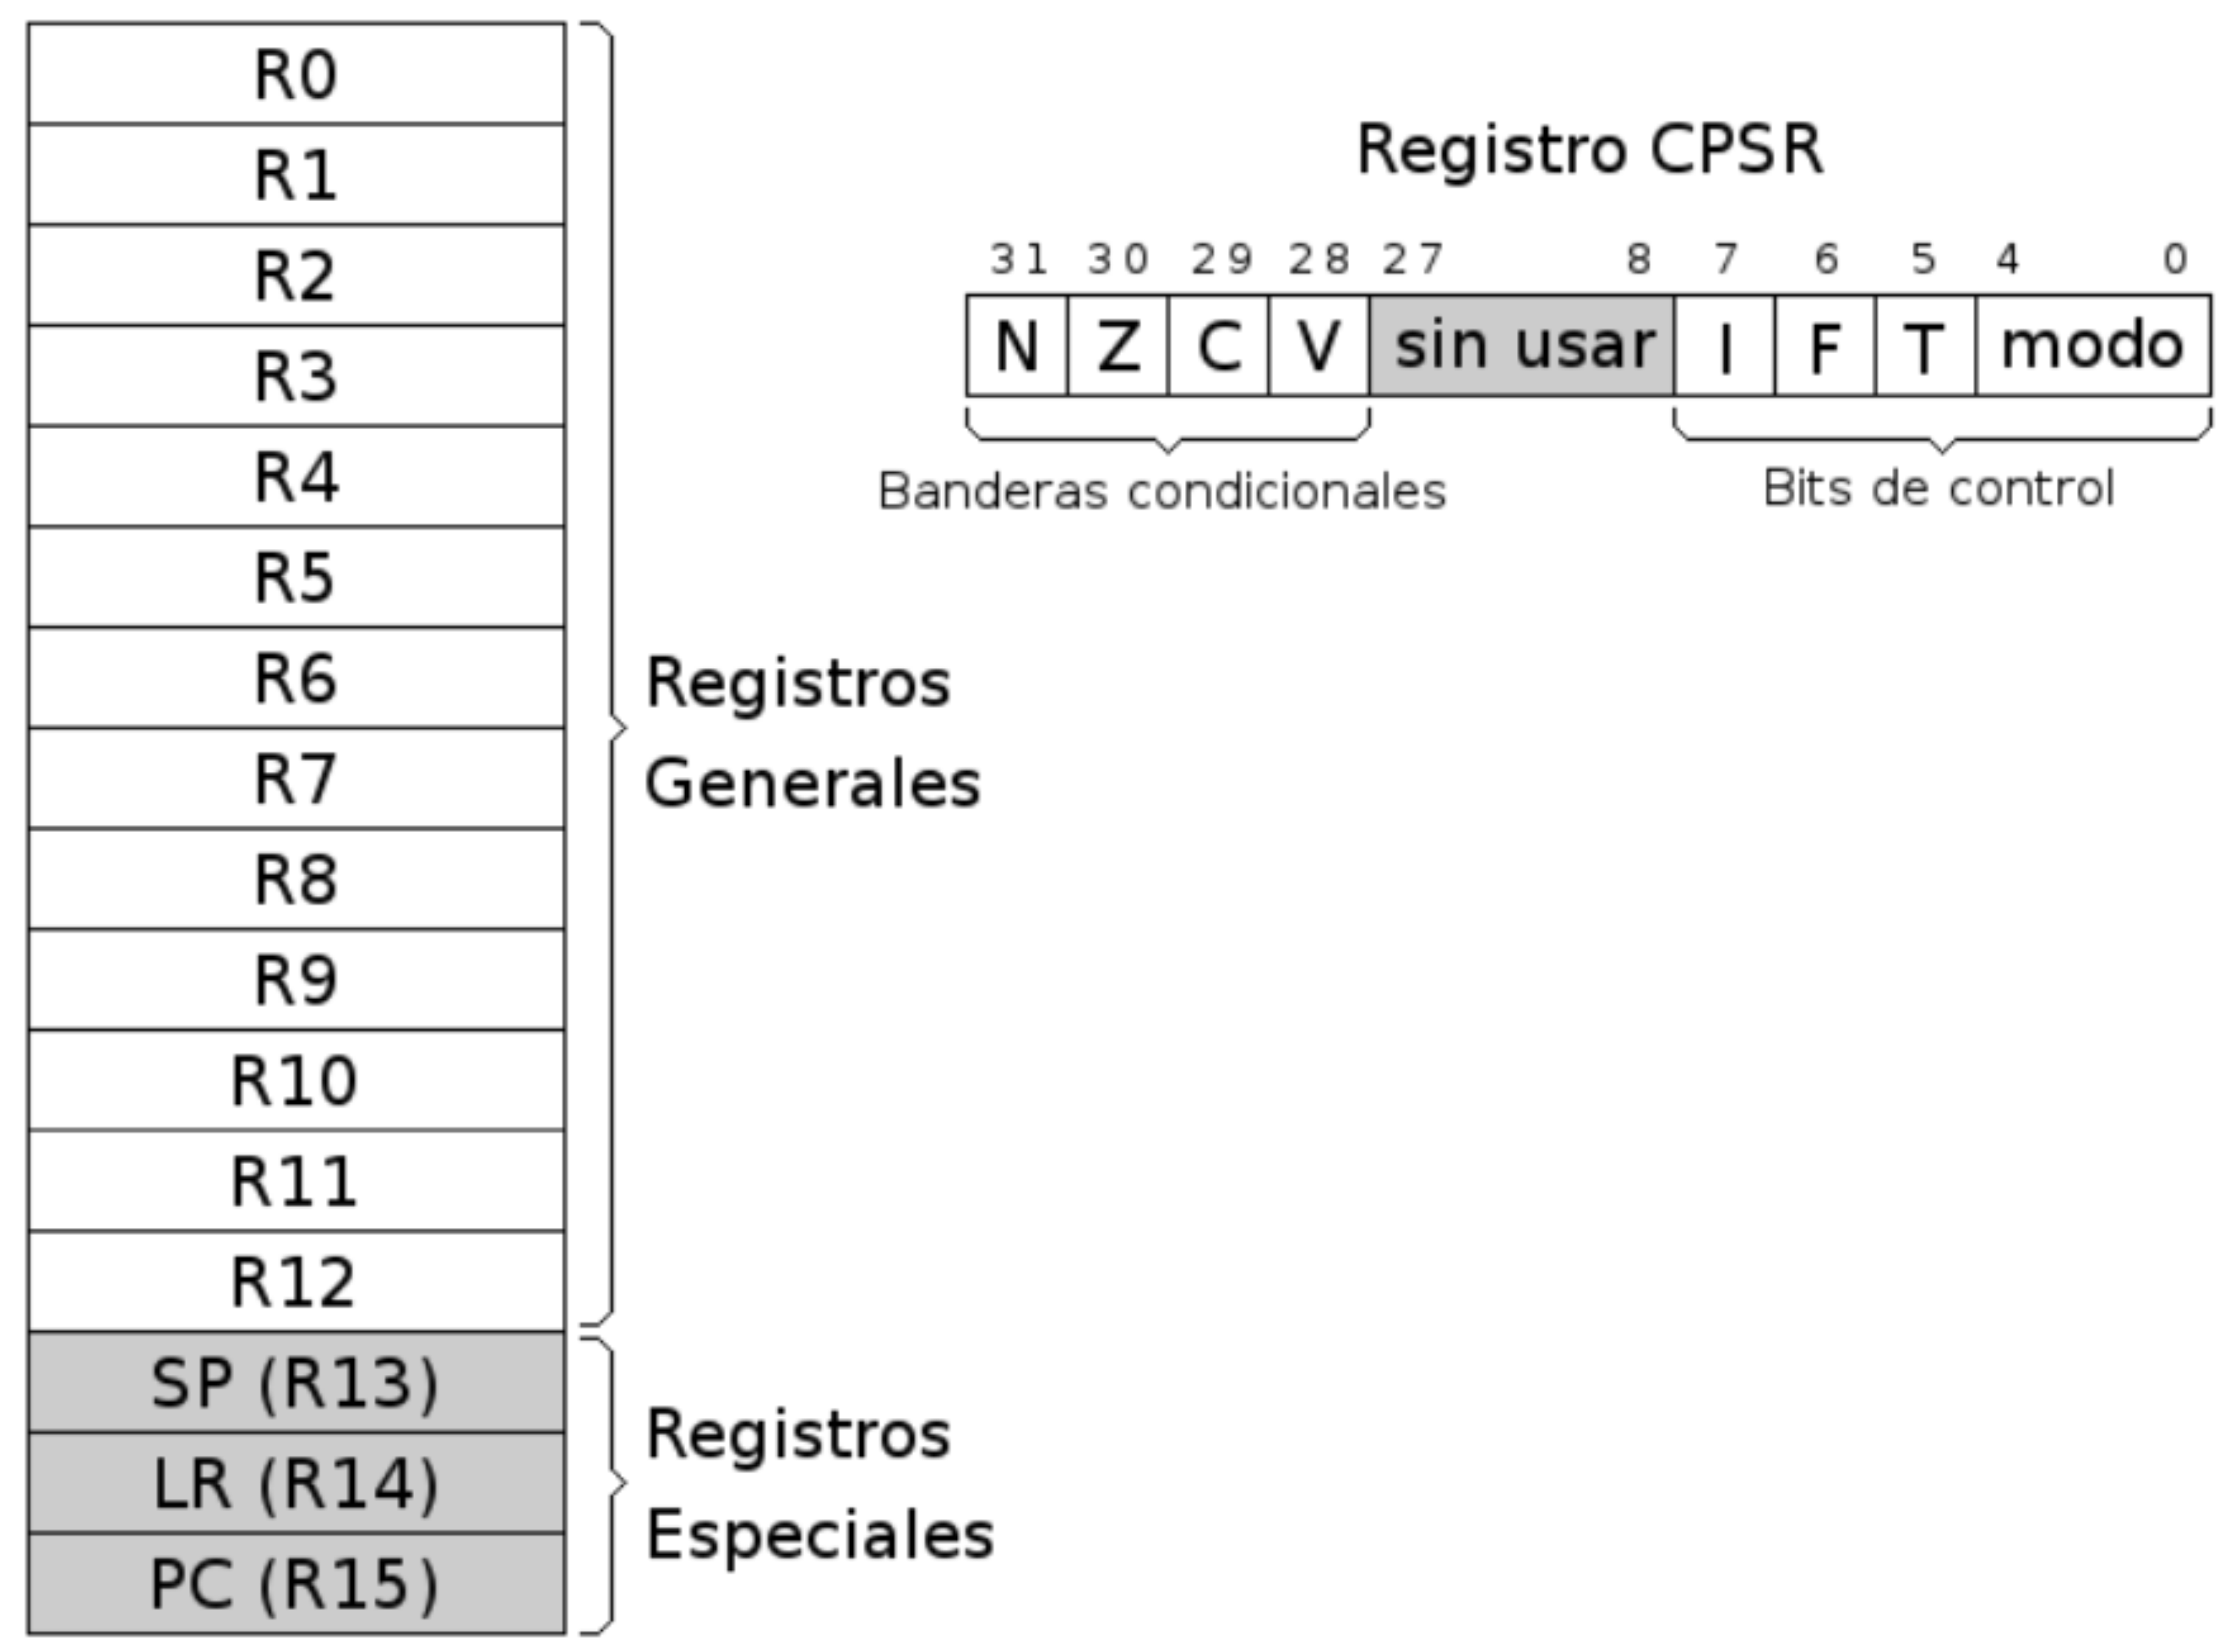 R0
R1
R2
R3
R4
R5
R6
R7
R8
R9
R10
R11
R12
SP (R13)
LR (R14)
PC (R15)
Registros
Generales
Registros
Especiales
Registro CPSR
31 30 29 28 27 8 7 6 5 4 0
N Z C V sin usar I F T modo
Banderas condicionales Bits de control